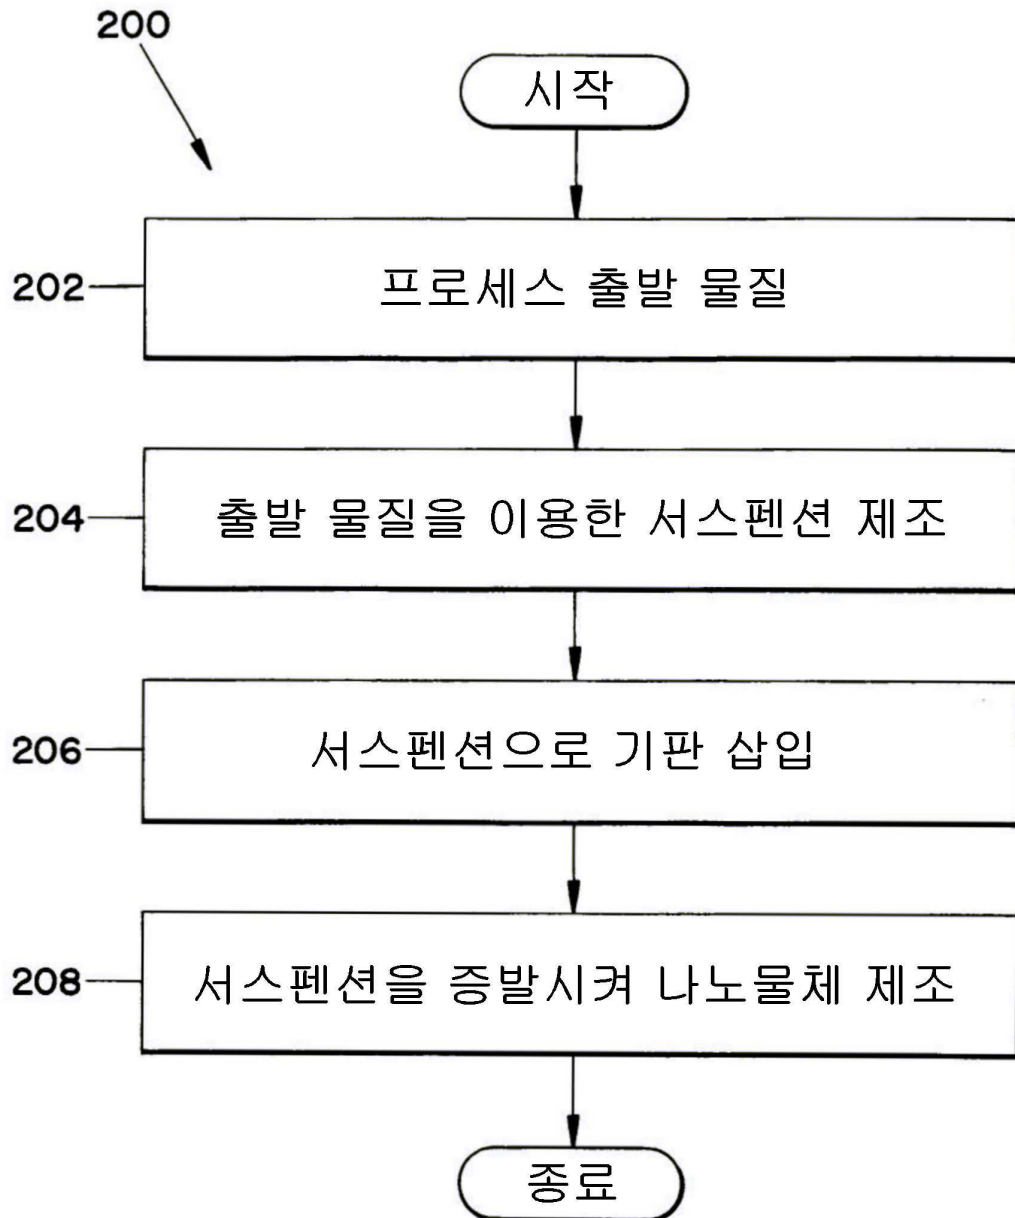 200
시작
202
프로세스 출발 물질
204
출발 물질을 이용한 서스펜션 제조
206
서스펜션으로 기판 삽입
208
서스펜션을 증발시켜 나노물체 제조
종료